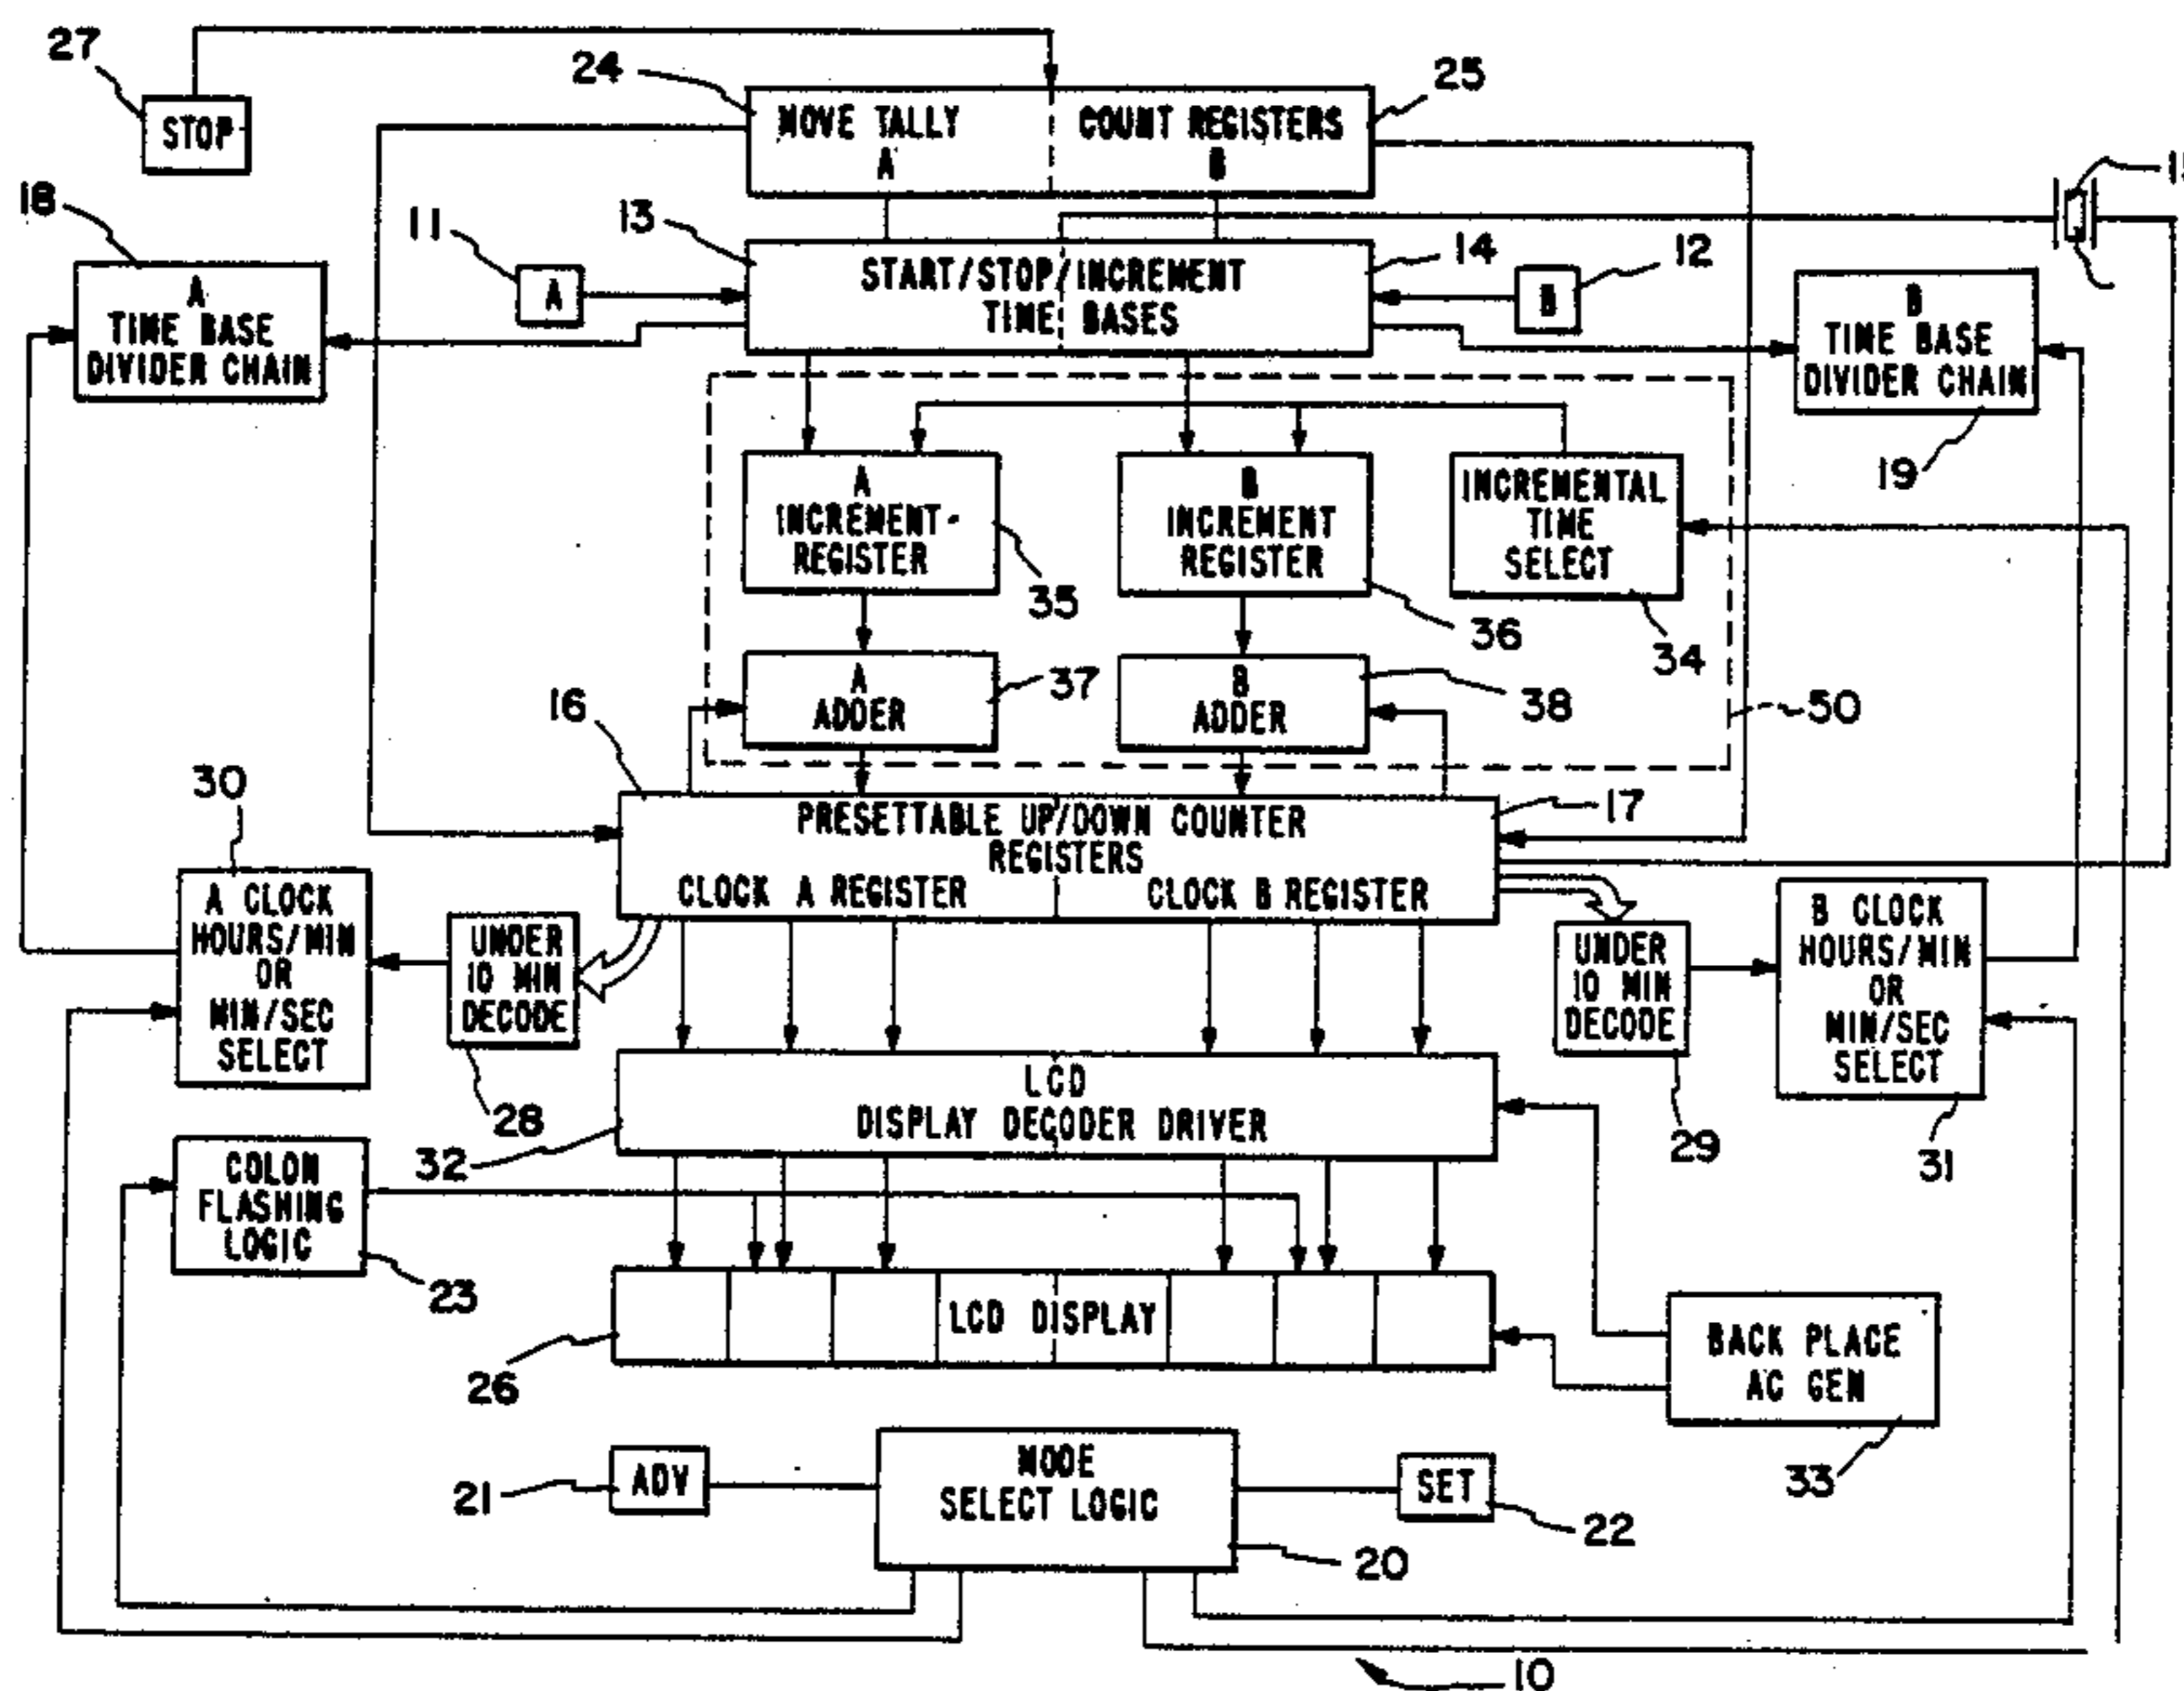 27
24
25
STOP
MOVE TALLY
A
COUNT REGISTERS
B
18
11
13
14
12
A
TIME BASE
DIVIDER CHAIN
A
START/STOP/INCREMENT
TIME BASES
B
B
TIME BASE
DIVIDER CHAIN
19
A
INCREMENT-
REGISTER
B
INCREMENT
REGISTER
INCREMENTAL
TIME
SELECT
35
36
34
A
ADDER
37
B
ADDER
38
50
16
17
30
PRESETTABLE UP/DOWN COUNTER
REGISTERS
CLOCK A REGISTER
CLOCK B REGISTER
A CLOCK
HOURS/MIN
OR
MIN/SEC
SELECT
UNDER
10 MIN
DECODE
28
UNDER
10 MIN
DECODE
29
B CLOCK
HOURS/MIN
OR
MIN/SEC
SELECT
31
LCD
DISPLAY DECODER DRIVER
32
COLON
FLASHING
LOGIC
23
LCD DISPLAY
26
BACK PLACE
AC GEN
33
21
ADV
MODE
SELECT LOGIC
SET
22
20
10